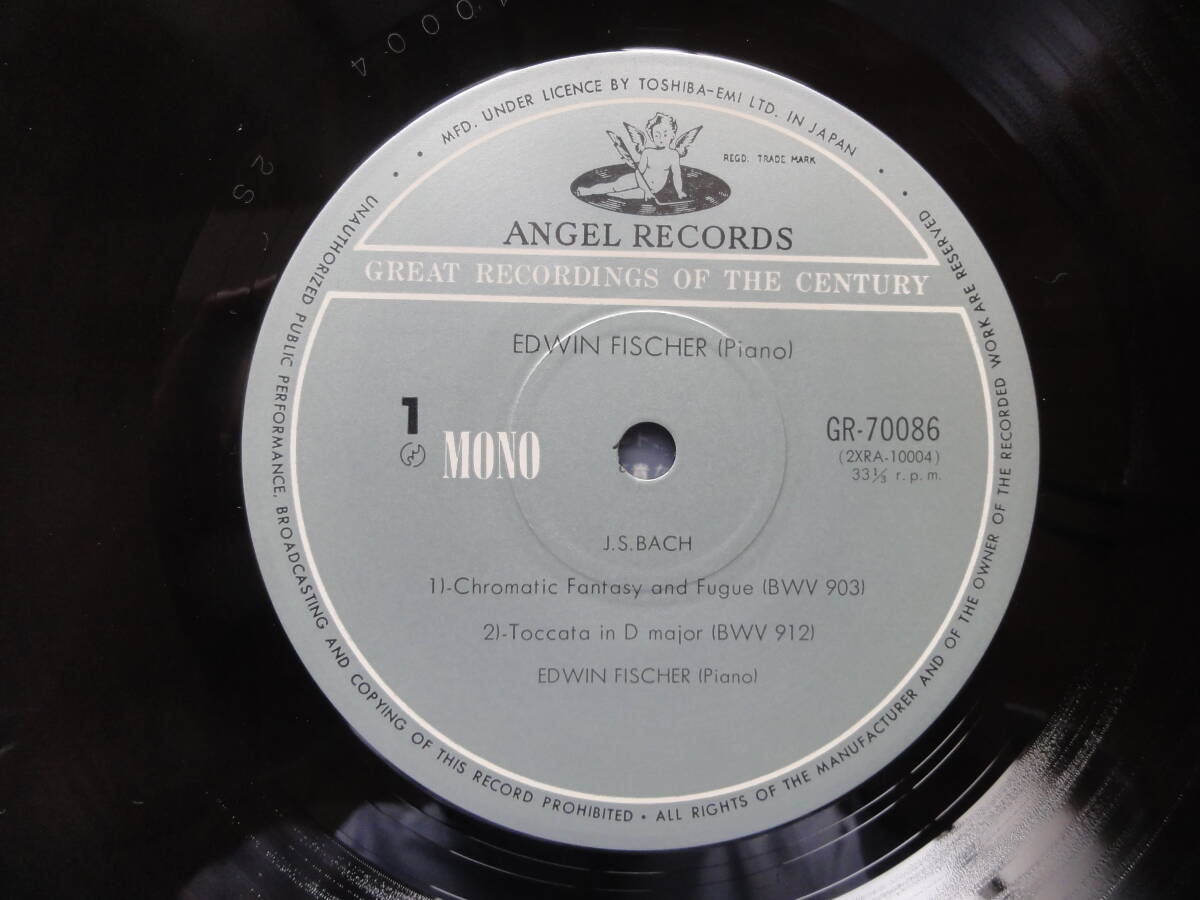 MFD. UNDER LICENCE BY TOSHIBA-EMI LTD. IN JAPAN
REGD. TRADE MARK
ANGEL RECORDS
GREAT RECORDINGS OF THE CENTURY
EDWIN FISCHER (Piano)
1
MONO
GR-70086
(2XRA-10004)
33⅓ r.p.m.
J.S.BACH
1)-Chromatic Fantasy and Fugue (BWV 903)
2)-Toccata in D major (BWV 912)
EDWIN FISCHER (Piano)
UNAUTHORIZED PUBLIC PERFORMANCE, BROADCASTING AND COPYING OF THIS RECORD PROHIBITED • ALL RIGHTS OF THE MANUFACTURER AND OF THE OWNER OF THE RECORDED WORK ARE RESERVED
2S